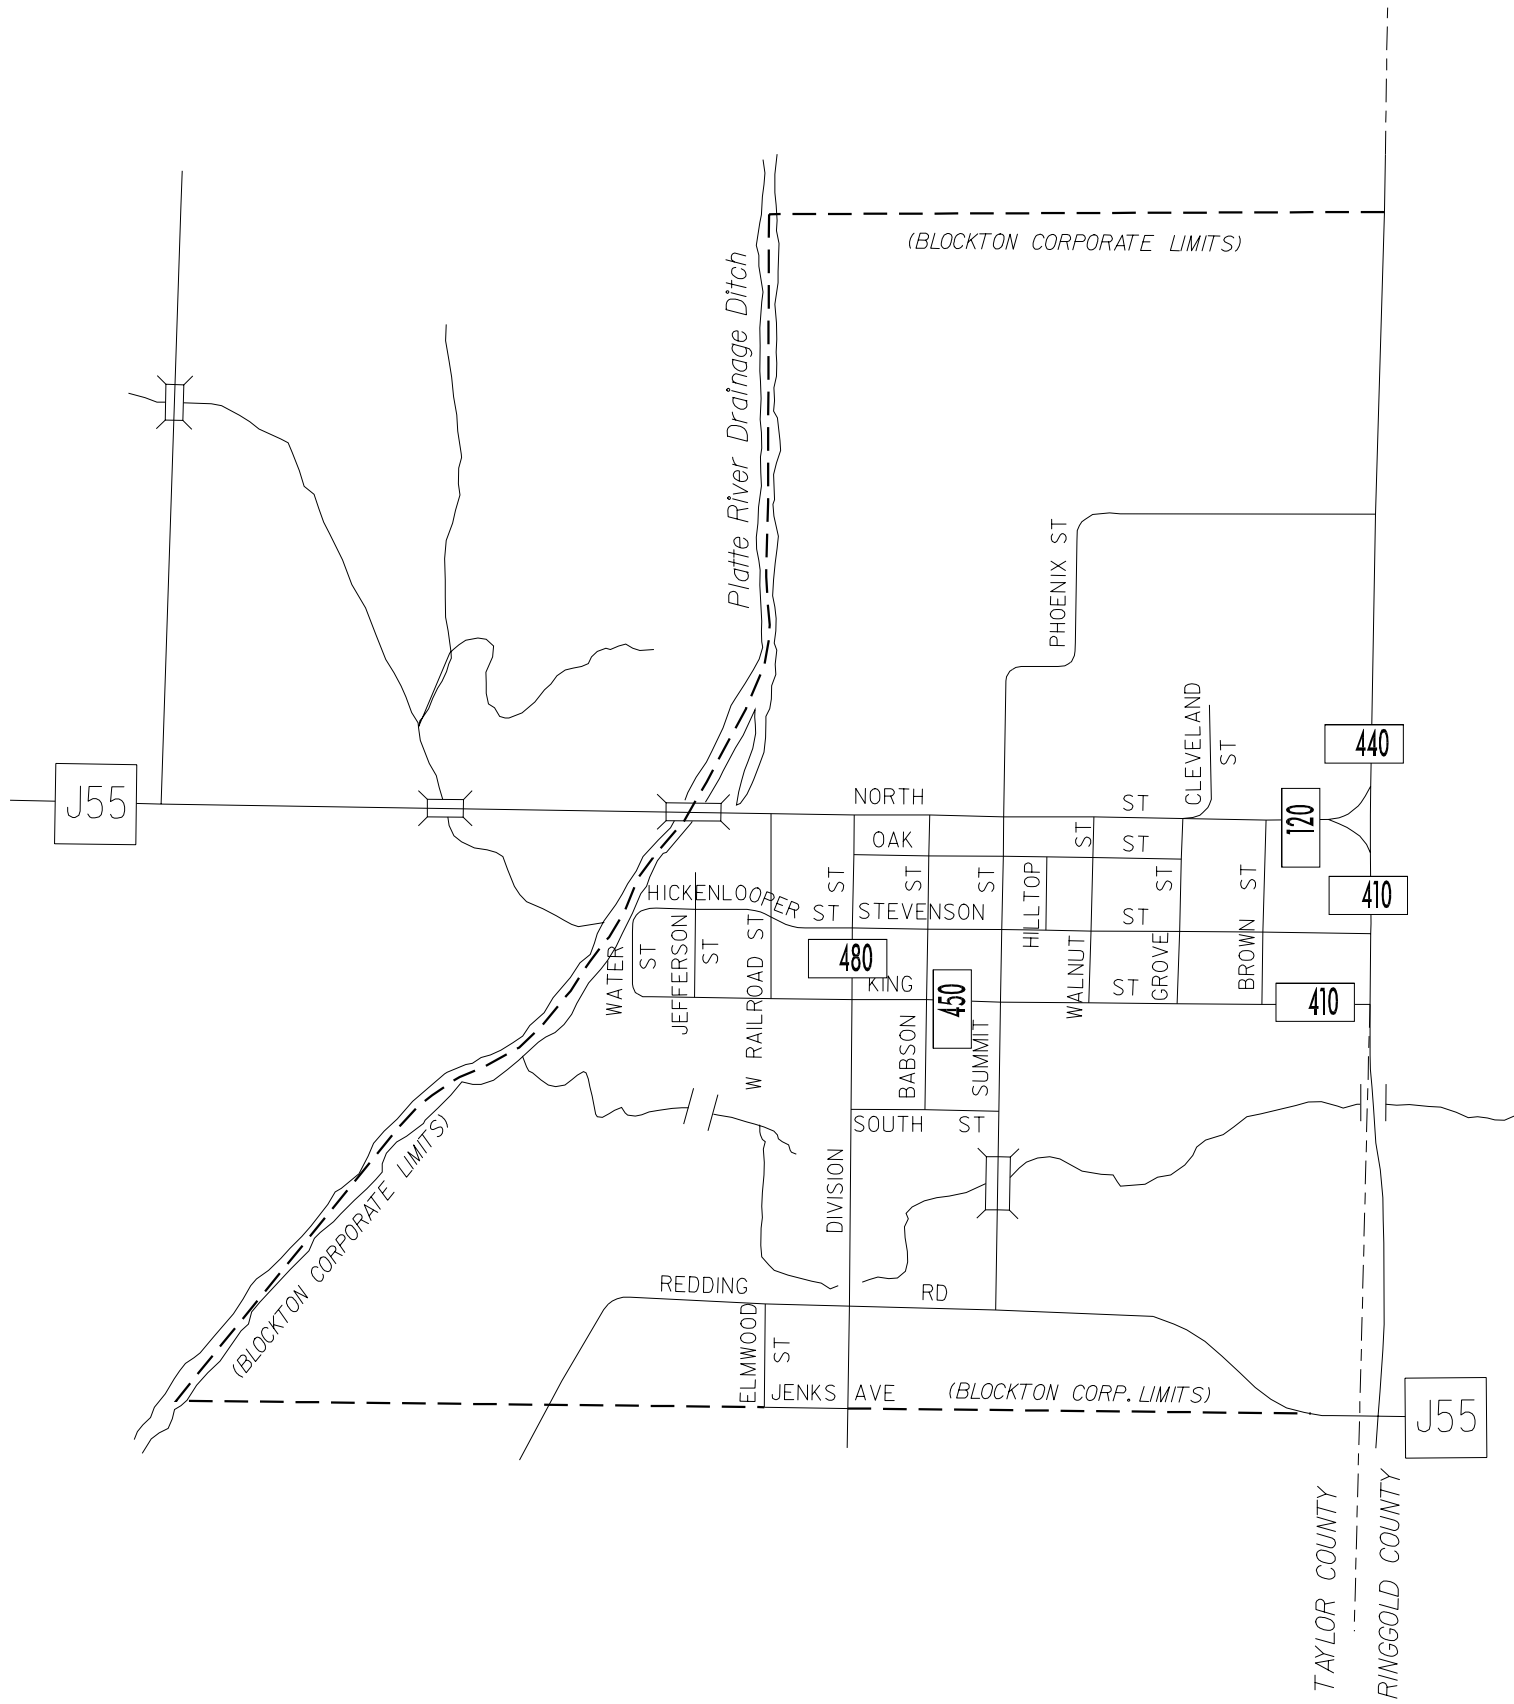 (BLOCKTON CORPORATE LIMITS)
Platte River Drainage Ditch
PHOENIX ST
CLEVELAND
ST
440
J55
NORTH
ST
120
OAK
ST
ST
HICKENLOOPER
ST
STEVENSON
ST
ST
ST
ST
HILLTOP
ST
ST
410
WATER
ST
JEFFERSON
ST
W RAILROAD ST
480
KING
ST
450
WALNUT
GROVE
BROWN
410
BABSON
SUMMIT
SOUTH ST
DIVISION
(BLOCKTON CORPORATE LIMITS)
REDDING
RD
ELMWOOD
ST
JENKS AVE
(BLOCKTON CORP. LIMITS)
J55
TAYLOR COUNTY
RINGGOLD COUNTY